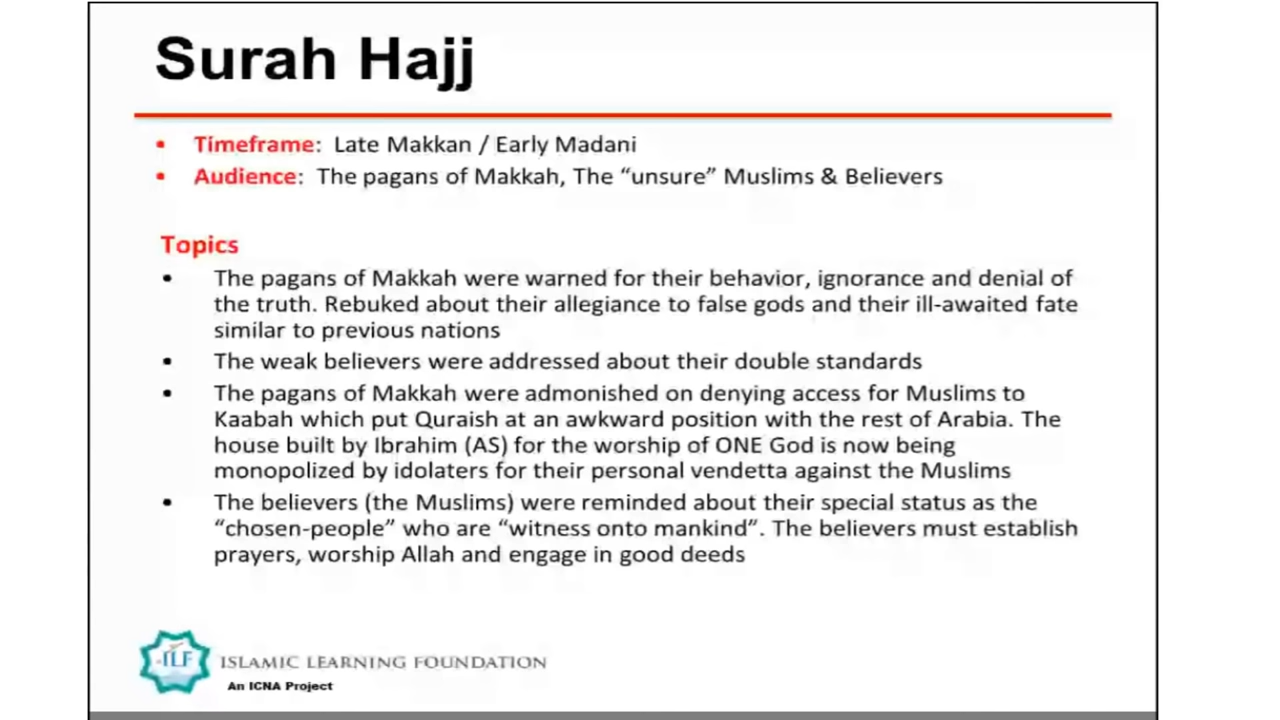 Surah Hajj
• Timeframe: Late Makkan / Early Madani
• Audience: The pagans of Makkah, The “unsure” Muslims & Believers
Topics
• The pagans of Makkah were warned for their behavior, ignorance and denial of
the truth. Rebuked about their allegiance to false gods and their ill-awaited fate
similar to previous nations
• The weak believers were addressed about their double standards
• The pagans of Makkah were admonished on denying access for Muslims to
Kaabah which put Quraish at an awkward position with the rest of Arabia. The
house built by Ibrahim (AS) for the worship of ONE God is now being
monopolized by idolaters for their personal vendetta against the Muslims
• The believers (the Muslims) were reminded about their special status as the
“chosen-people” who are “witness onto mankind”. The believers must establish
prayers, worship Allah and engage in good deeds
ILF ISLAMIC LEARNING FOUNDATION
An ICNA Project